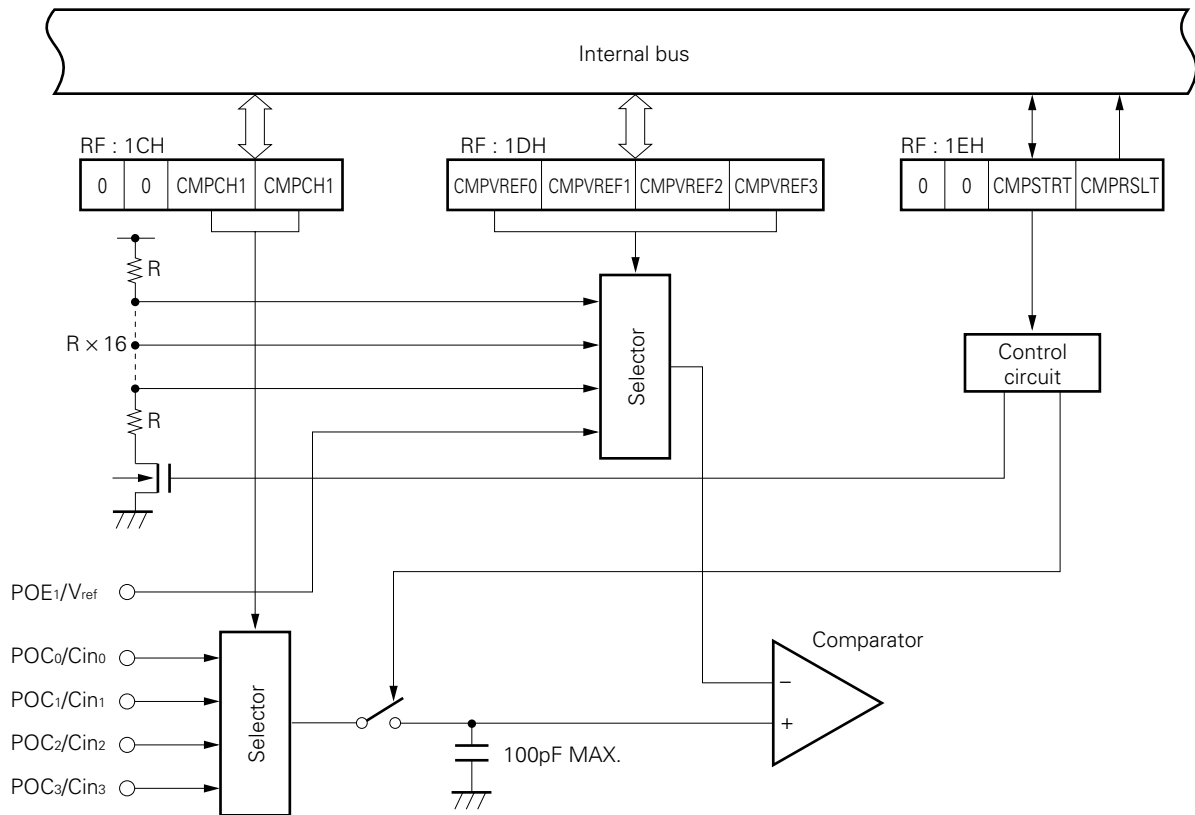 Internal bus
RF : 1CH
0 0 CMPCH1 CMPCH1
RF : 1DH
CMPVREF0 CMPVREF1 CMPVREF2 CMPVREF3
RF : 1EH
0 0 CMPSTRT CMPRSLT
R
R × 16
R
Selector
Control
circuit
POE1/Vref
POC0/Cin0
POC1/Cin1
POC2/Cin2
POC3/Cin3
Selector
100pF MAX.
Comparator
−
+